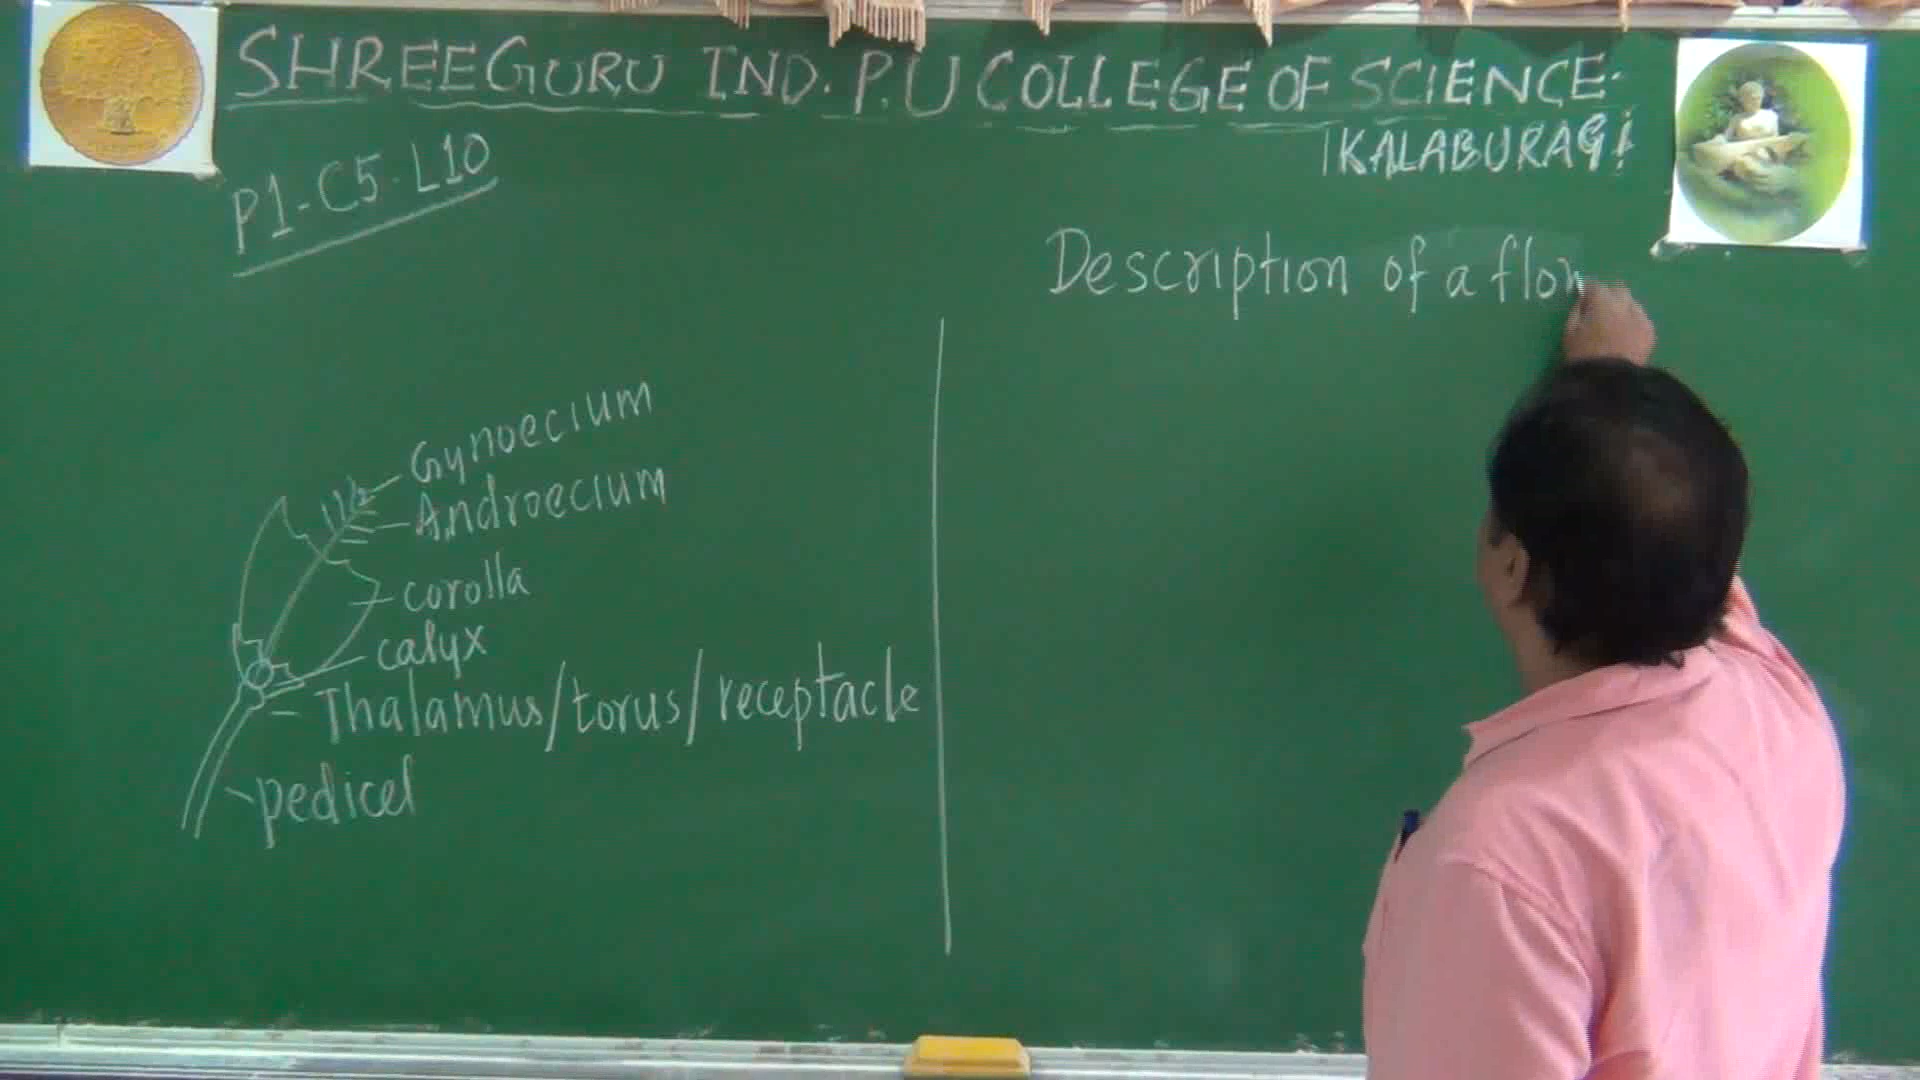 SHREEGURU IND. P.U COLLEGE OF SCIENCE.
KALABURAGI
P1-C5-L10
Description of a flow
Gynoecium
Androecium
corolla
calyx
Thalamus/torus/receptacle
pedicel